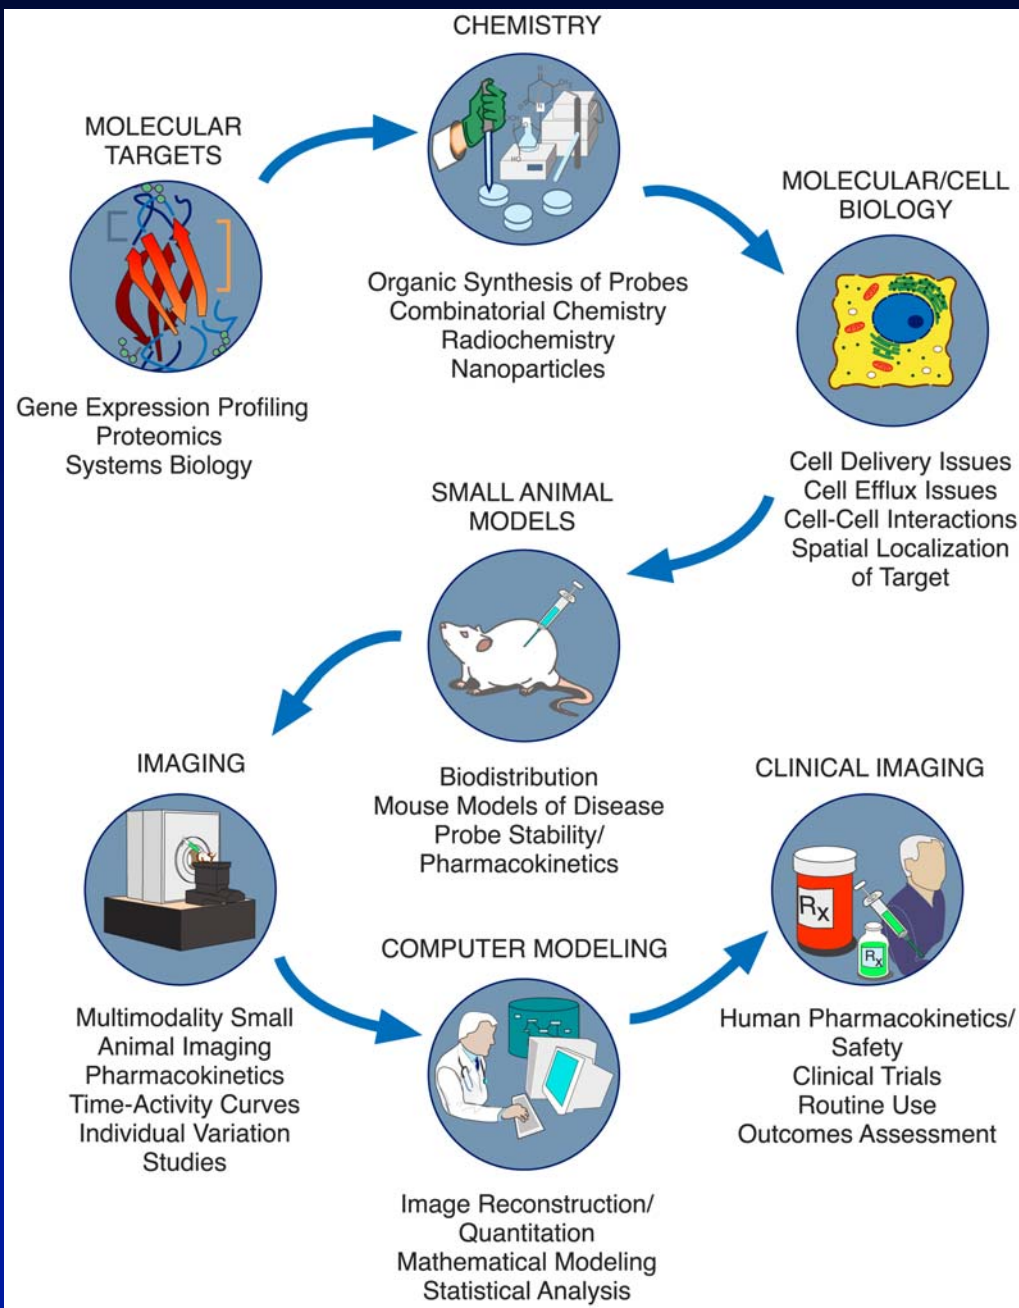 CHEMISTRY
MOLECULAR
TARGETS
MOLECULAR/CELL
BIOLOGY
Organic Synthesis of Probes
Combinatorial Chemistry
Radiochemistry
Nanoparticles
Gene Expression Profiling
Proteomics
Systems Biology
Cell Delivery Issues
Cell Efflux Issues
Cell-Cell Interactions
Spatial Localization
of Target
SMALL ANIMAL
MODELS
Biodistribution
Mouse Models of Disease
Probe Stability/
Pharmacokinetics
IMAGING
CLINICAL IMAGING
Rx
Rx
COMPUTER MODELING
Multimodality Small
Animal Imaging
Pharmacokinetics
Time-Activity Curves
Individual Variation
Studies
Human Pharmacokinetics/
Safety
Clinical Trials
Routine Use
Outcomes Assessment
Image Reconstruction/
Quantitation
Mathematical Modeling
Statistical Analysis